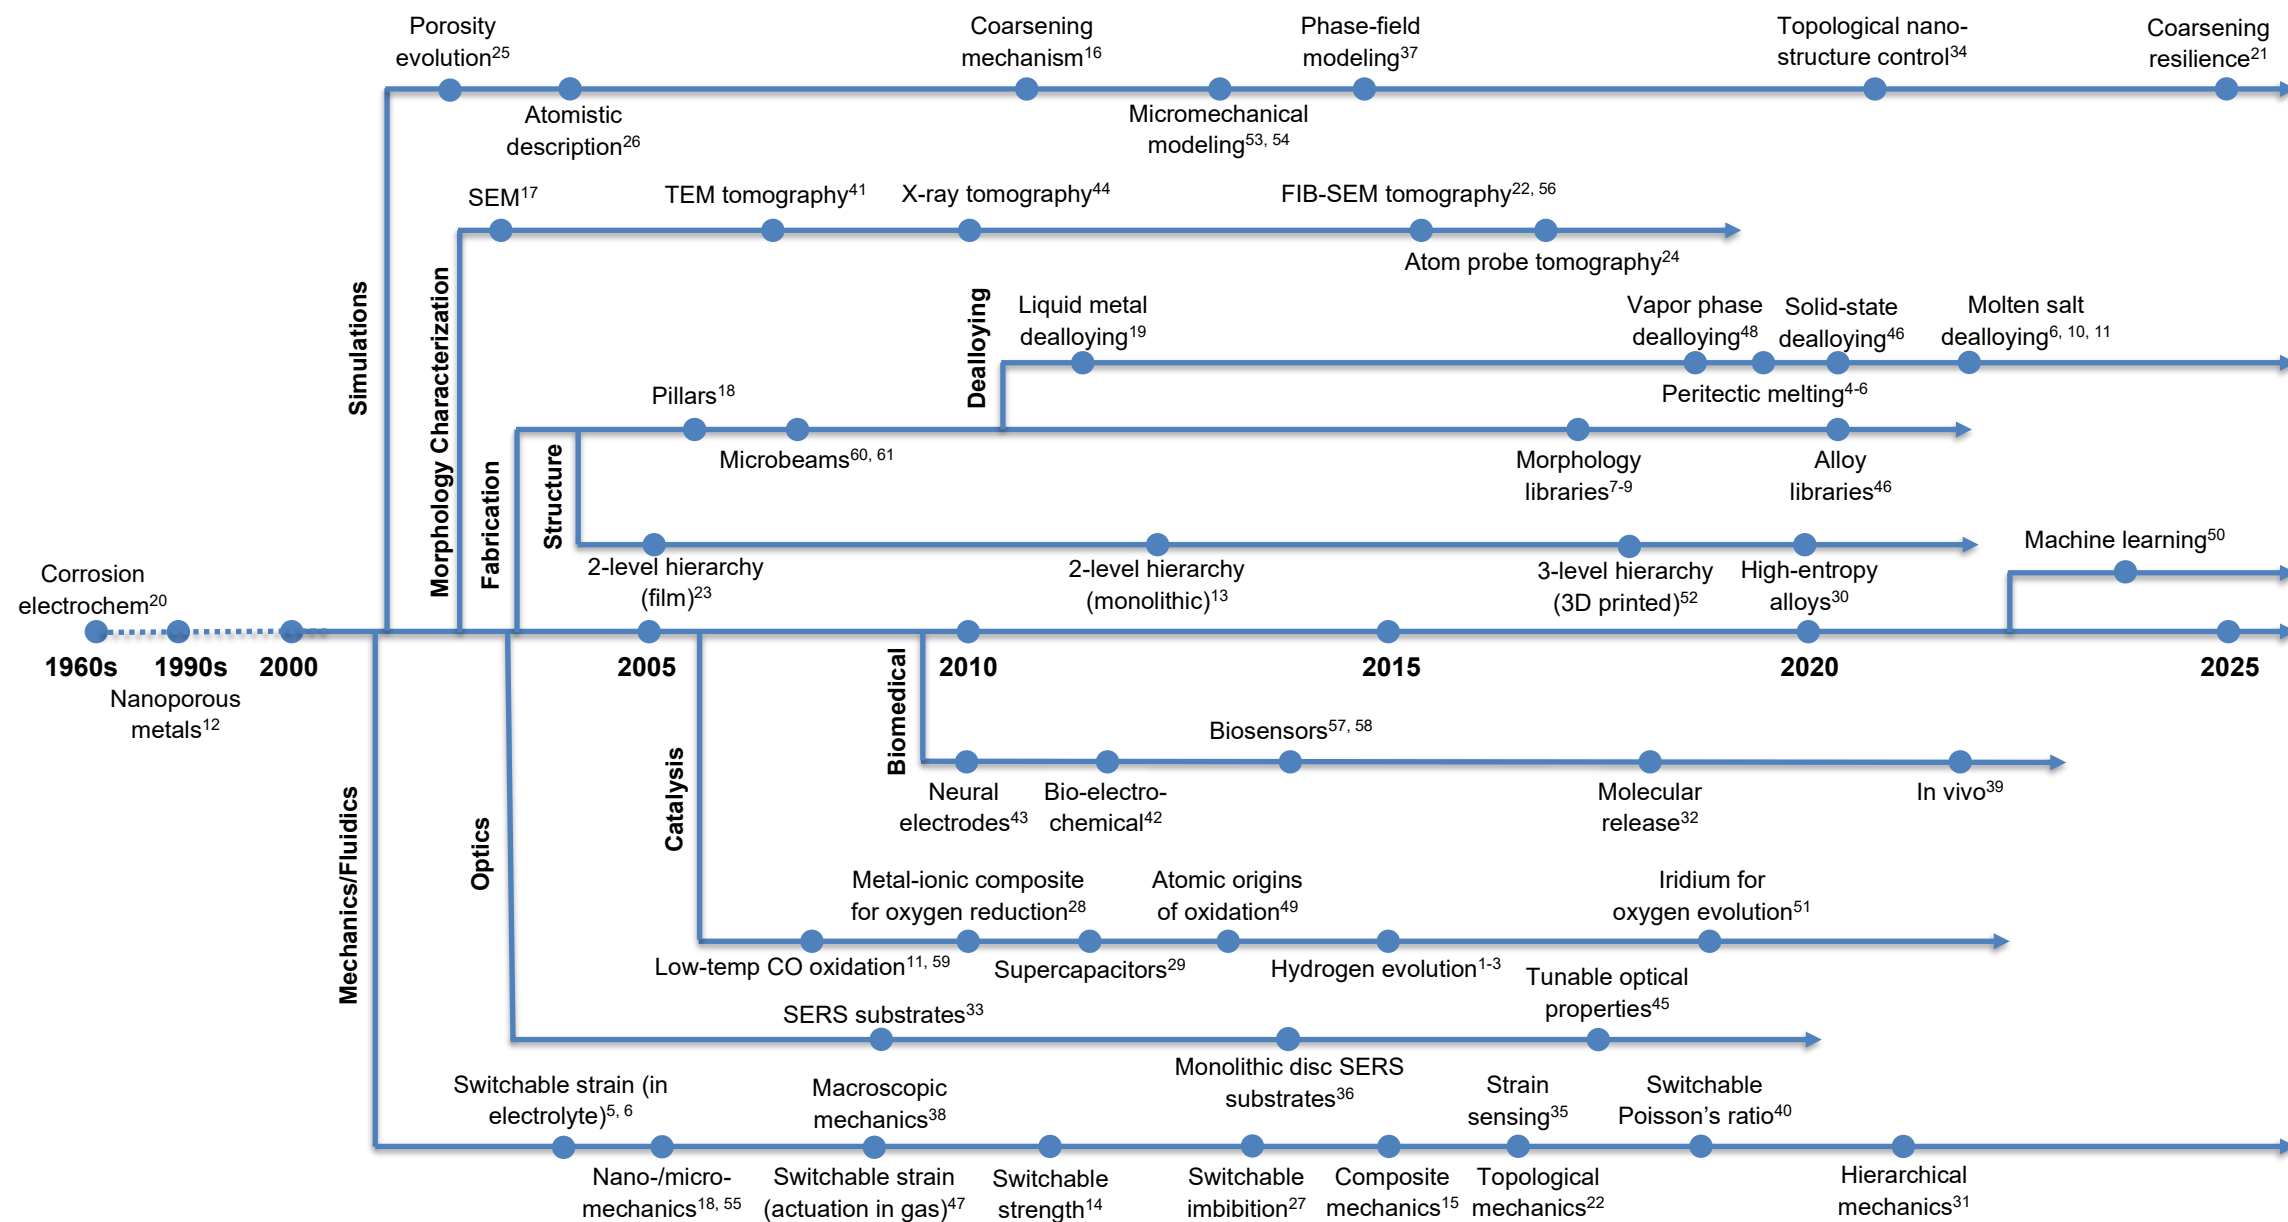 Porosity
evolution25
Atomistic
description26
Coarsening
mechanism16
Micromechanical
modeling53, 54
Phase-field
modeling37
Topological nano-
structure control34
Coarsening
resilience21
Simulations
SEM17
TEM tomography41
X-ray tomography44
FIB-SEM tomography22, 56
Atom probe tomography24
Morphology Characterization
Dealloying
Liquid metal
dealloying19
Vapor phase
dealloying48
Solid-state
dealloying46
Molten salt
dealloying6, 10, 11
Peritectic melting4-6
Fabrication
Pillars18
Microbeams60, 61
Morphology
libraries7-9
Alloy
libraries46
Structure
2-level hierarchy
(film)23
2-level hierarchy
(monolithic)13
3-level hierarchy
(3D printed)52
High-entropy
alloys30
Machine learning50
Corrosion
electrochem20
1960s 1990s 2000 2005 2010 2015 2020 2025
Nanoporous
metals12
Biomedical
Biosensors57, 58
Neural
electrodes43
Bio-electro-
chemical42
Molecular
release32
In vivo39
Catalysis
Metal-ionic composite
for oxygen reduction28
Atomic origins
of oxidation49
Iridium for
oxygen evolution51
Low-temp CO oxidation11, 59
Supercapacitors29
Hydrogen evolution1-3
Optics
SERS substrates33
Tunable optical
properties45
Monolithic disc SERS
substrates36
Mechanics/Fluidics
Switchable strain (in
electrolyte)5, 6
Macroscopic
mechanics38
Strain
sensing35
Switchable
Poisson’s ratio40
Nano-/micro-
mechanics18, 55
Switchable strain
(actuation in gas)47
Switchable
strength14
Switchable
imbibition27
Composite
mechanics15
Topological
mechanics22
Hierarchical
mechanics31